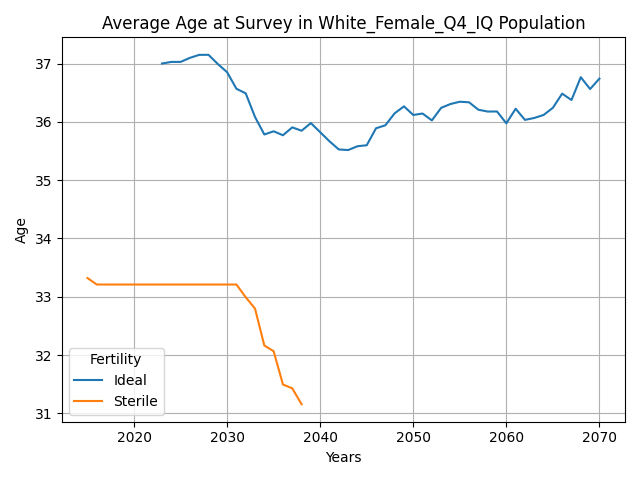 Average Age at Survey in White_Female_Q4_IQ Population
37
36
35
34
33
32
31
Age
Fertility
Ideal
Sterile
2020 2030 2040 2050 2060 2070
Years